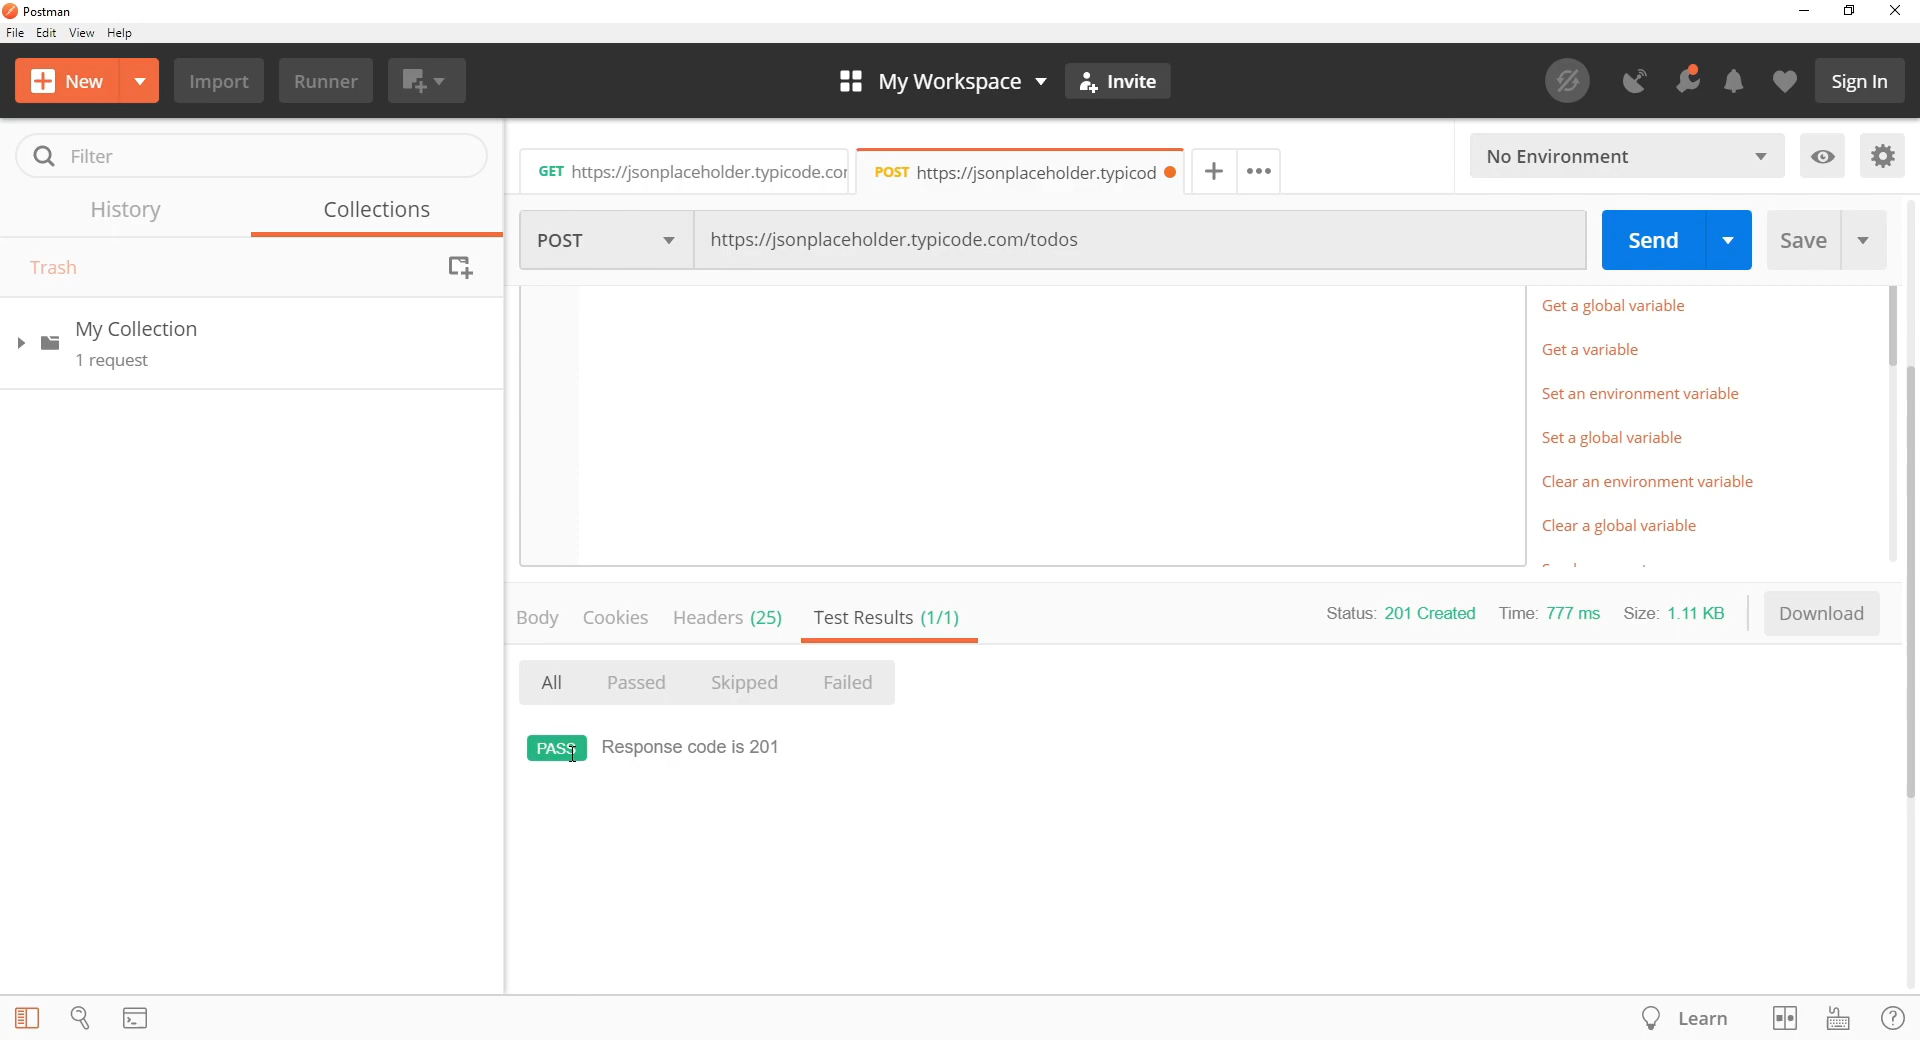 Postman
File Edit View Help
New Import Runner My Workspace Invite Sign In
Filter
History Collections
Trash
My Collection
1 request
GET https://jsonplaceholder.typicode.cor POST https://jsonplaceholder.typicod
No Environment
POST https://jsonplaceholder.typicode.com/todos Send Save
Get a global variable
Get a variable
Set an environment variable
Set a global variable
Clear an environment variable
Clear a global variable
Body Cookies Headers (25) Test Results (1/1) Status: 201 Created Time: 777 ms Size: 1.11 KB Download
All Passed Skipped Failed
PASS Response code is 201
Learn